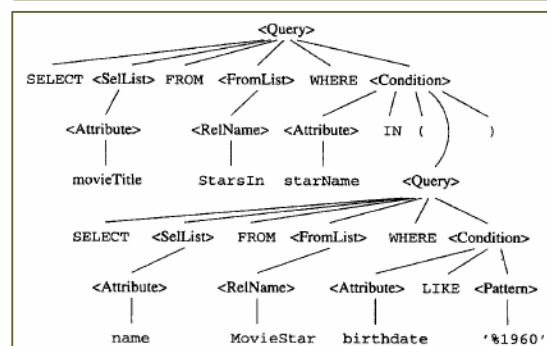 <Query>
SELECT <SelList> FROM <FromList> WHERE <Condition>
<Attribute> <RelName> <Attribute> IN ( )
movieTitle StarsIn starName <Query>
SELECT <SelList> FROM <FromList> WHERE <Condition>
<Attribute> <RelName> <Attribute> LIKE <Pattern>
name MovieStar birthdate '%1960'